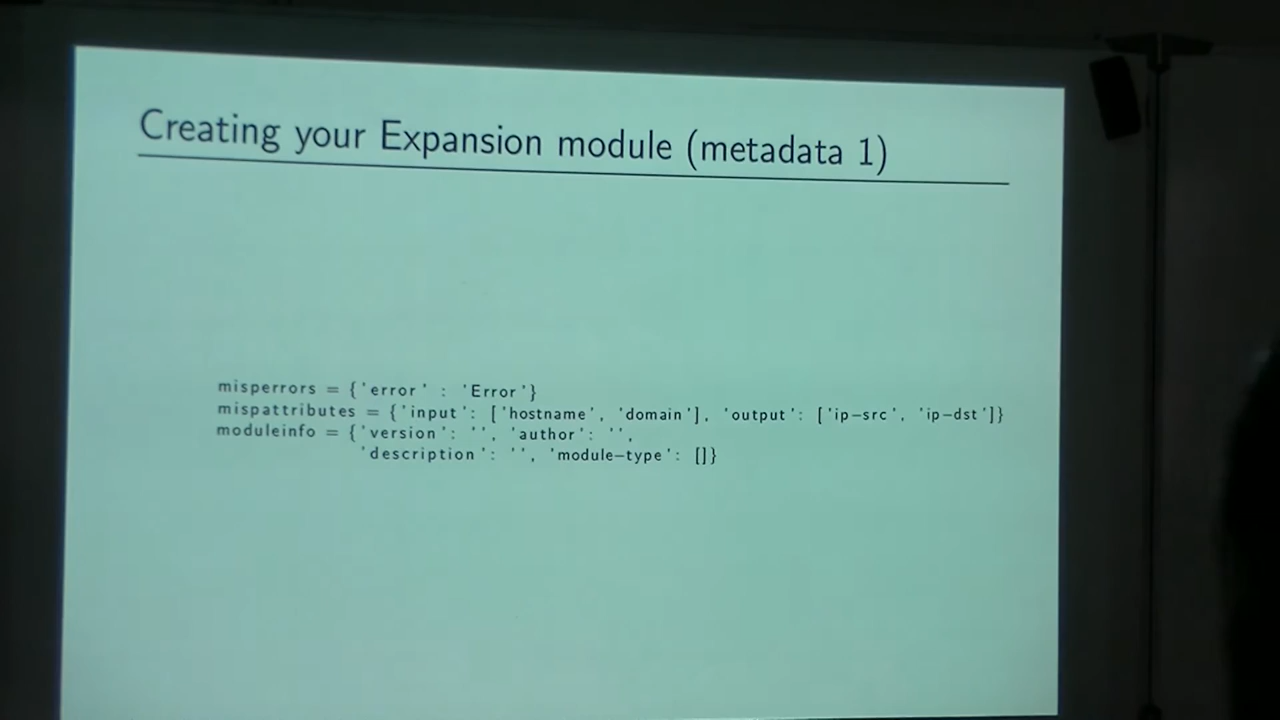 Creating your Expansion module (metadata 1)
misperrors = {'error' : 'Error'}
mispattributes = {'input': ['hostname', 'domain'], 'output': ['ip-src', 'ip-dst']}
moduleinfo = {'version': '', 'author': '',
'description': '', 'module-type': []}